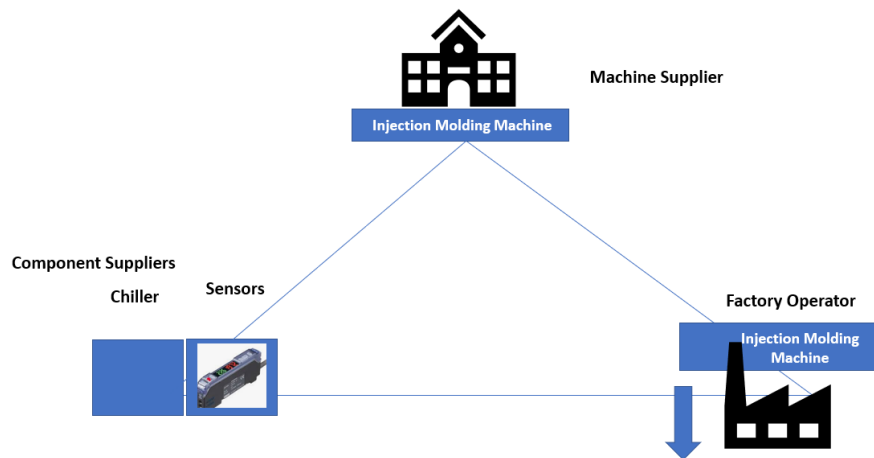 Machine Supplier
Injection Molding Machine
Component Suppliers
Chiller
Sensors
Factory Operator
Injection Molding
Machine